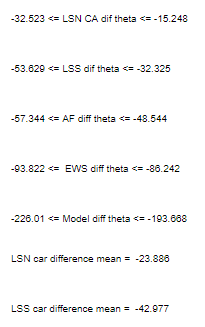 -32.523 <= LSN CA dif theta <= -15.248
-53.629 <= LSS dif theta <= -32.325
-57.344 <= AF diff theta <= -48.544
-93.822 <= EWS diff theta <= -86.242
-226.01 <= Model diff theta <= -193.668
LSN car difference mean = -23.886
LSS car difference mean = -42.977